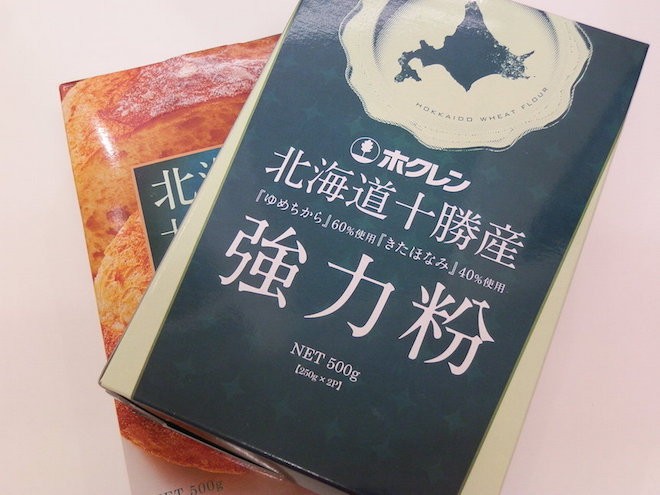 HOKKAIDO WHEAT FLOUR
ホクレン
北海道十勝産
『ゆめちから』60%使用『きたほなみ』40%使用
強力粉
NET 500g
【250g×2P】
北海
NET 500g